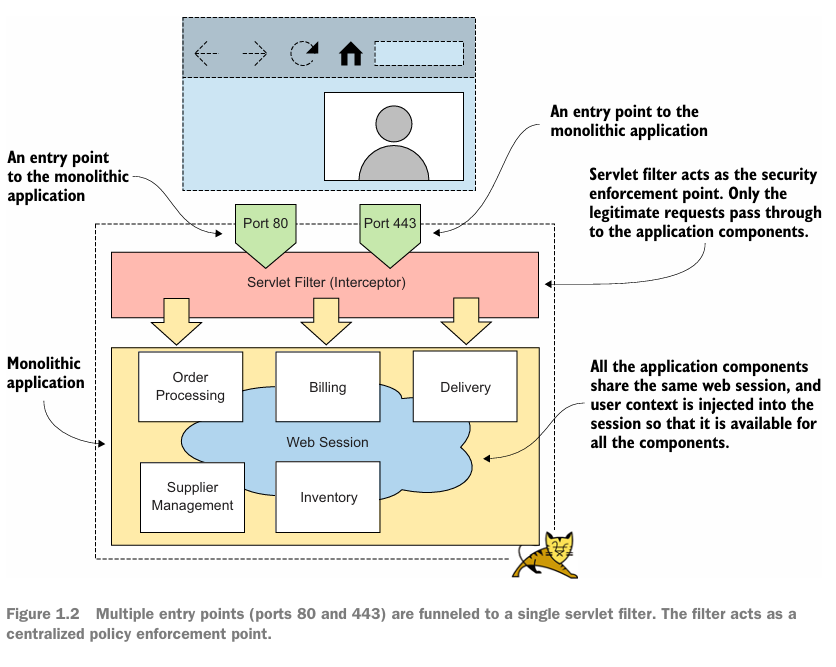 An entry point to the
monolithic application
An entry point
to the monolithic
application
Servlet filter acts as the security
enforcement point. Only the
legitimate requests pass through
to the application components.
Port 80
Port 443
Servlet Filter (Interceptor)
Monolithic
application
Order
Processing
Billing
Delivery
All the application components
share the same web session, and
user context is injected into the
session so that it is available for
all the components.
Web Session
Supplier
Management
Inventory
Figure 1.2 Multiple entry points (ports 80 and 443) are funneled to a single servlet filter. The filter acts as a
centralized policy enforcement point.